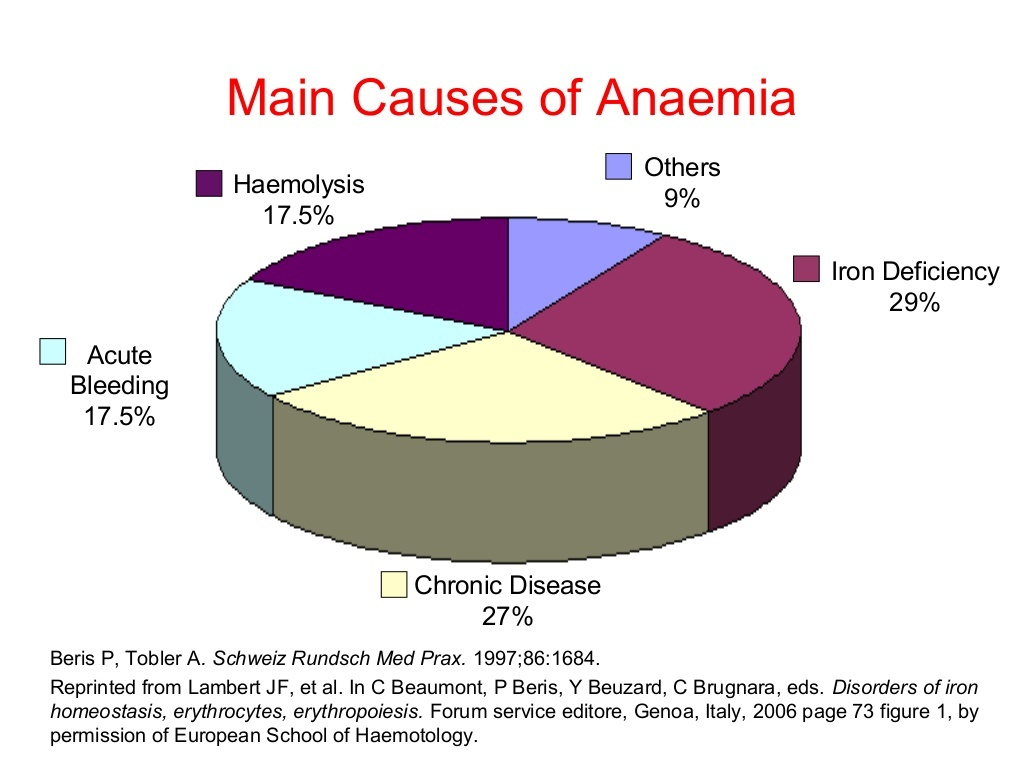 Main Causes of Anaemia
Others
9%
Haemolysis
17.5%
Iron Deficiency
29%
Acute
Bleeding
17.5%
Chronic Disease
27%
Beris P, Tobler A. Schweiz Rundsch Med Prax. 1997;86:1684.
Reprinted from Lambert JF, et al. In C Beaumont, P Beris, Y Beuzard, C Brugnara, eds. Disorders of iron
homeostasis, erythrocytes, erythropoiesis. Forum service editore, Genoa, Italy, 2006 page 73 figure 1, by
permission of European School of Haemotology.